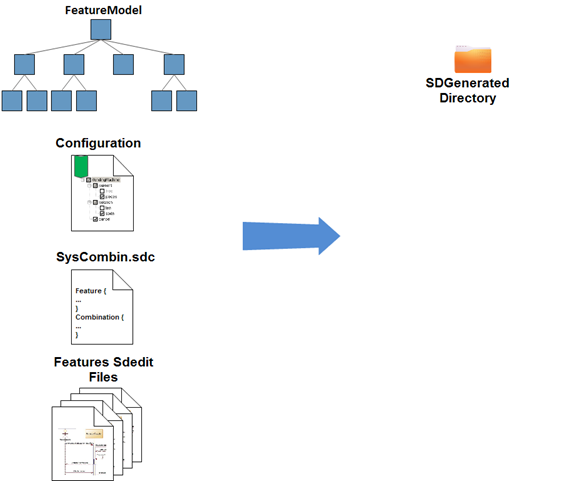 FeatureModel
SDGenerated
Directory
Configuration
SysCombin.sdc
Feature {
...
}
Combination {
...
}
Features Sdedit
Files